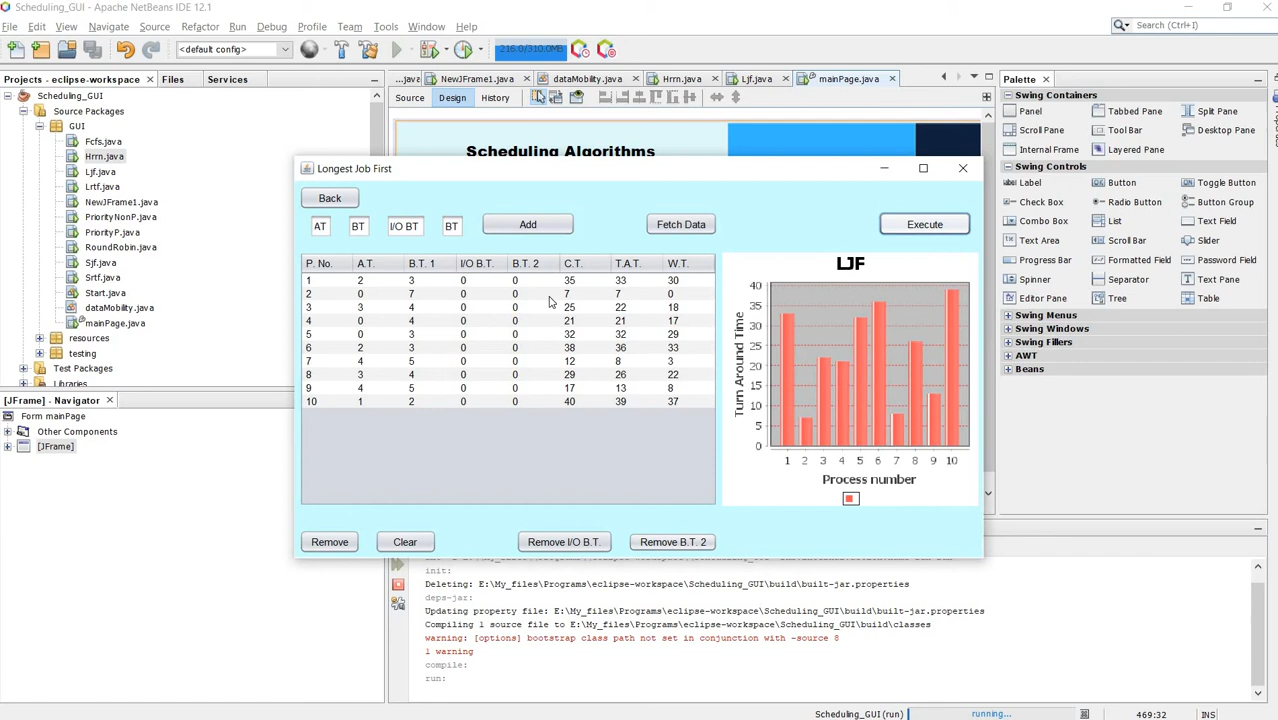 Scheduling_GUI - Apache NetBeans IDE 12.1
File Edit View Navigate Source Refactor Run Debug Profile Team Tools Window Help
Search (Ctrl+I)
<default config>
216.0/310.0MB
Projects - eclipse-workspace
Files
Services
...java NewJFrame1.java dataMobility.java Hrrn.java Ljf.java mainPage.java
Palette
Scheduling_GUI
Source Packages
GUI
Fcfs.java
Hrrn.java
Ljf.java
Lrtf.java
NewJFrame1.java
PriorityNonP.java
PriorityP.java
RoundRobin.java
Sjf.java
Srtf.java
Start.java
dataMobility.java
mainPage.java
resources
testing
Test Packages
Libraries
[JFrame] - Navigator
Form mainPage
Other Components
[JFrame]
Source Design History
Scheduling Algorithms
Longest Job First
Back
AT BT I/O BT BT Add Fetch Data Execute
P. No. A.T. B.T. 1 I/O B.T. B.T. 2 C.T. T.A.T. W.T.
1 2 3 0 0 35 33 30
2 0 7 0 0 7 7 0
3 3 4 0 0 25 22 18
4 0 4 0 0 21 21 17
5 0 3 0 0 32 32 29
6 2 3 0 0 38 36 33
7 4 5 0 0 12 8 3
8 3 4 0 0 29 26 22
9 4 5 0 0 17 13 8
10 1 2 0 0 40 39 37
LJF
Turn Around Time
40
35
30
25
20
15
10
5
0
1 2 3 4 5 6 7 8 9 10
Process number
Remove Clear Remove I/O B.T. Remove B.T. 2
Swing Containers
Panel Tabbed Pane Split Pane
Scroll Pane Tool Bar Desktop Pane
Internal Frame Layered Pane
Swing Controls
Label Button Toggle Button
Check Box Radio Button Button Group
Combo Box List Text Field
Text Area Scroll Bar Slider
Progress Bar Formatted Field Password Field
Spinner Separator Text Pane
Editor Pane Tree Table
Swing Menus
Swing Windows
Swing Fillers
AWT
Beans
init:
Deleting: E:\My_files\Programs\eclipse-workspace\Scheduling_GUI\build\built-jar.properties
deps-jar:
Updating property file: E:\My_files\Programs\eclipse-workspace\Scheduling_GUI\build\built-jar.properties
Compiling 1 source file to E:\My_files\Programs\eclipse-workspace\Scheduling_GUI\build\classes
warning: [options] bootstrap class path not set in conjunction with -source 8
1 warning
compile:
run:
Scheduling_GUI (run)
running...
469:32
INS